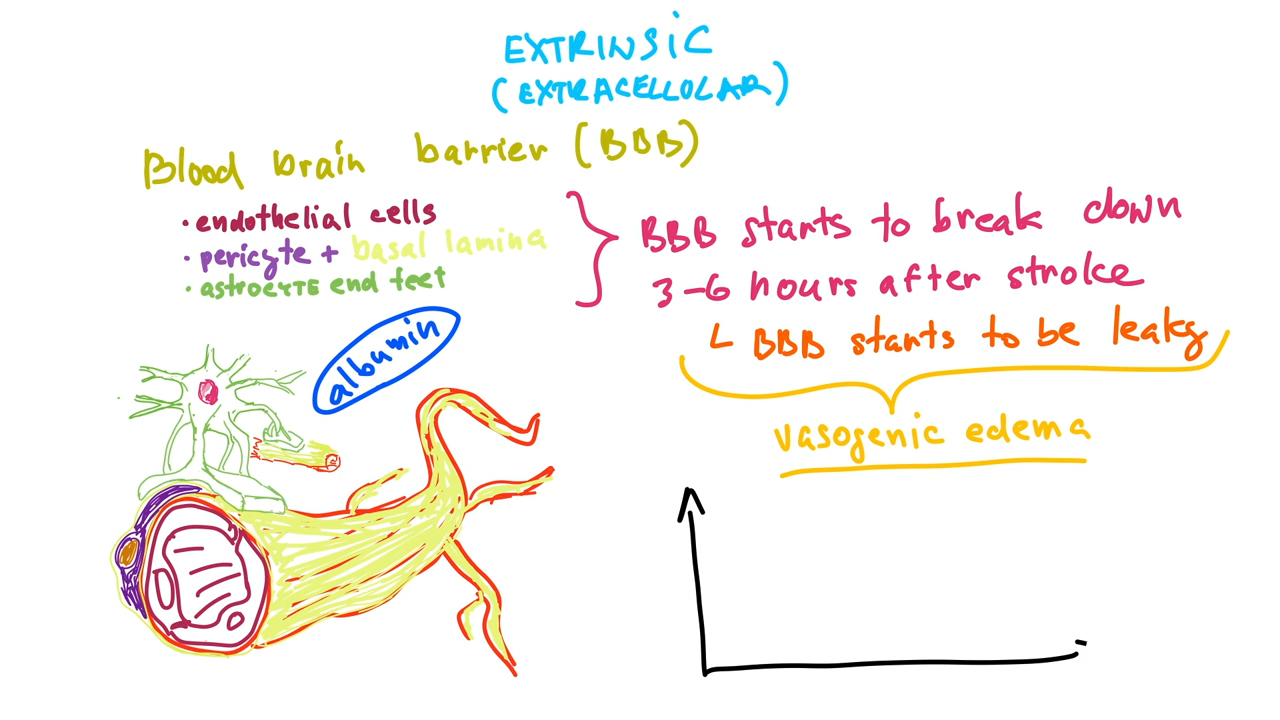 EXTRINSIC
(EXTRACELLOLAR)
Blood brain barrier (BBB)
• endothelial cells
• pericyte + basal lamina
• astrocyte end feet
BBB starts to break down
3-6 hours after stroke
BBB starts to be leaky
albumin
vasogenic edema